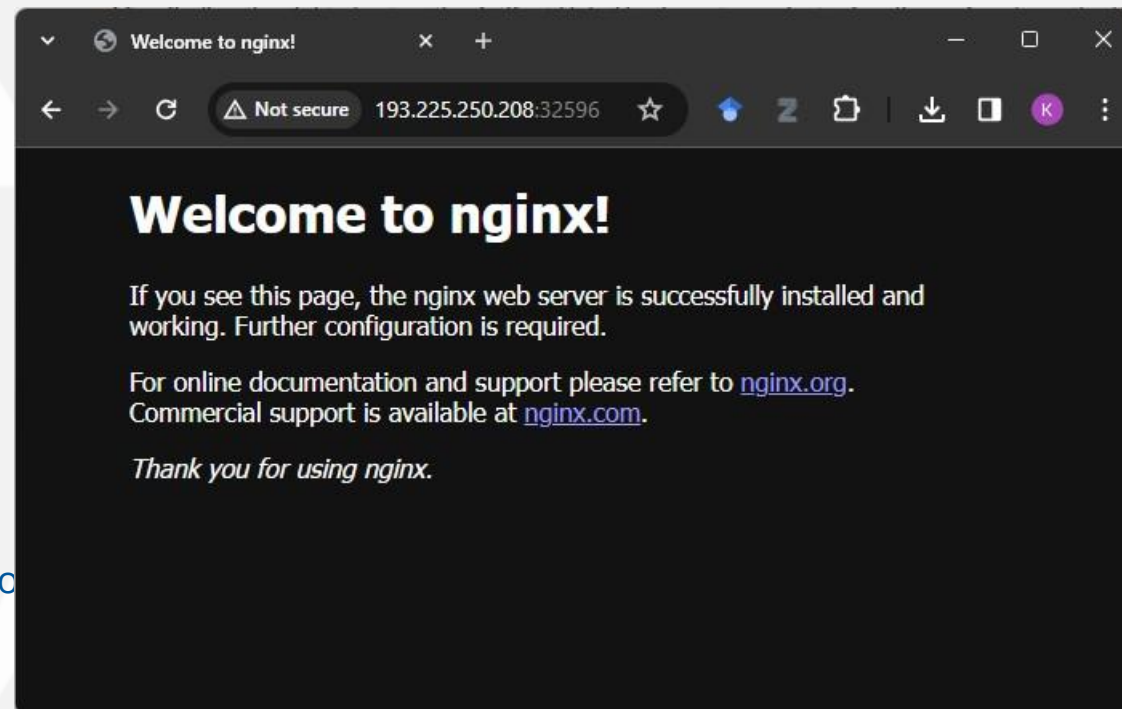 Welcome to nginx!
Not secure 193.225.250.208:32596
K
Welcome to nginx!
If you see this page, the nginx web server is successfully installed and
working. Further configuration is required.
For online documentation and support please refer to nginx.org.
Commercial support is available at nginx.com.
Thank you for using nginx.